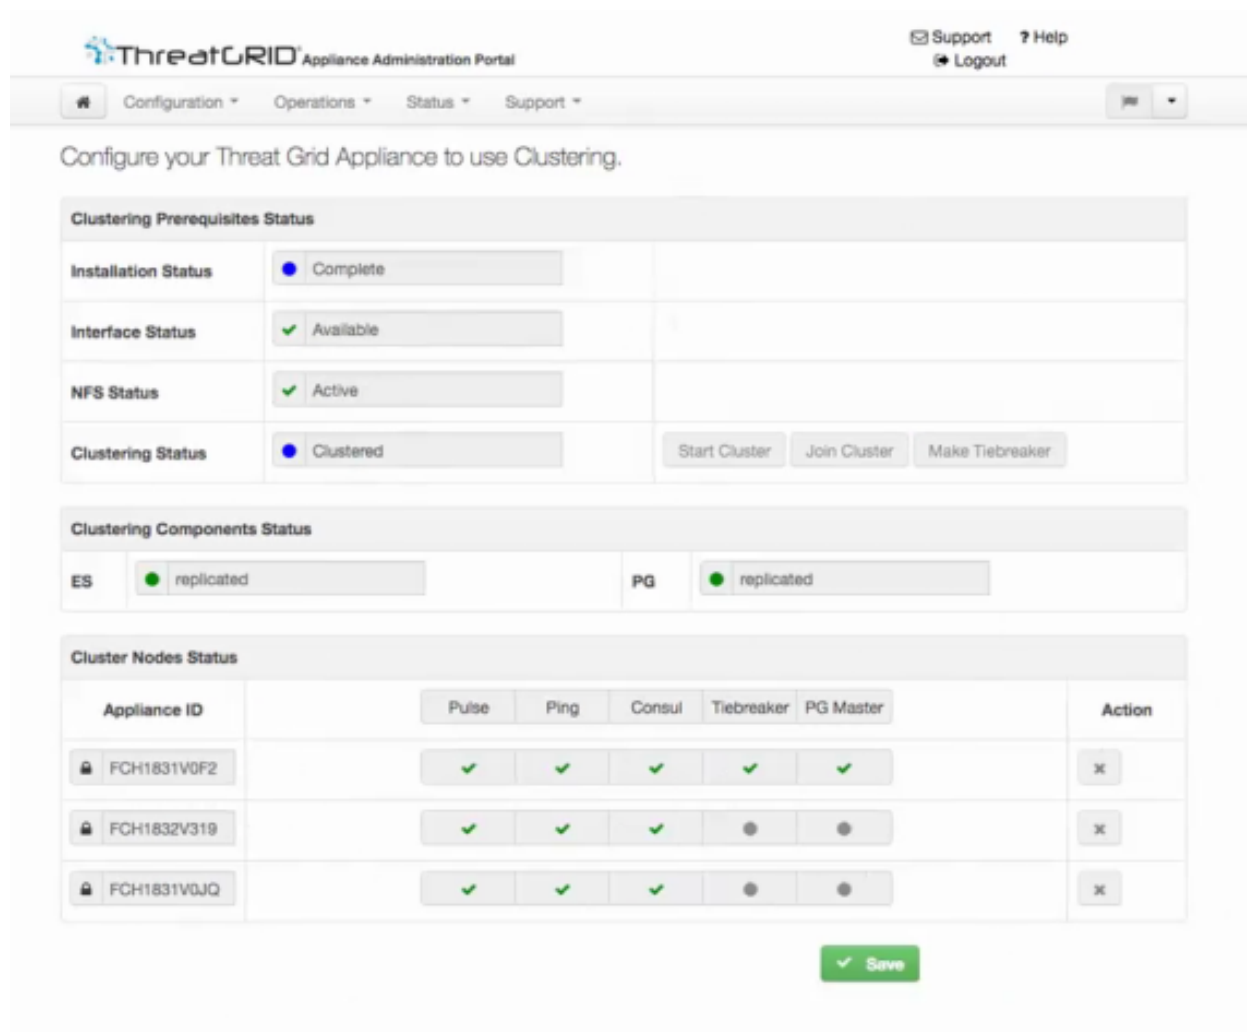 ThreatGRID® Appliance Administration Portal
Support ? Help
Logout
Configuration Operations Status Support
Configure your Threat Grid Appliance to use Clustering.
Clustering Prerequisites Status
Installation Status Complete
Interface Status Available
NFS Status Active
Clustering Status Clustered Start Cluster Join Cluster Make Tiebreaker
Clustering Components Status
ES replicated PG replicated
Cluster Nodes Status
Appliance ID Pulse Ping Consul Tiebreaker PG Master Action
FCH1831V0F2
FCH1832V319
FCH1831V0JQ
Save